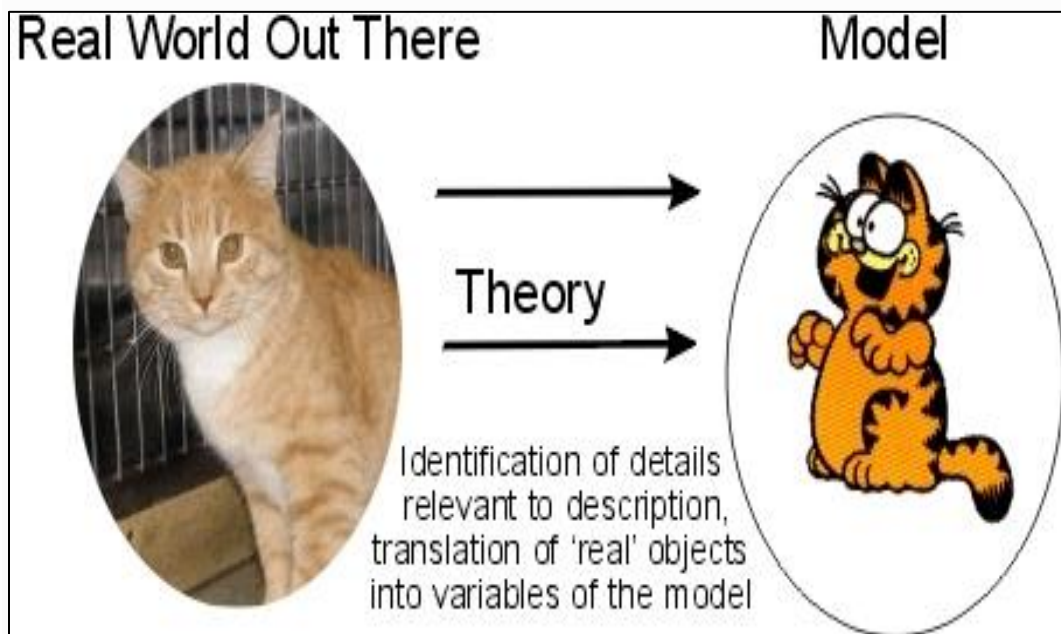 Real World Out There
Model
Theory
Identification of details
relevant to description,
translation of 'real' objects
into variables of the model